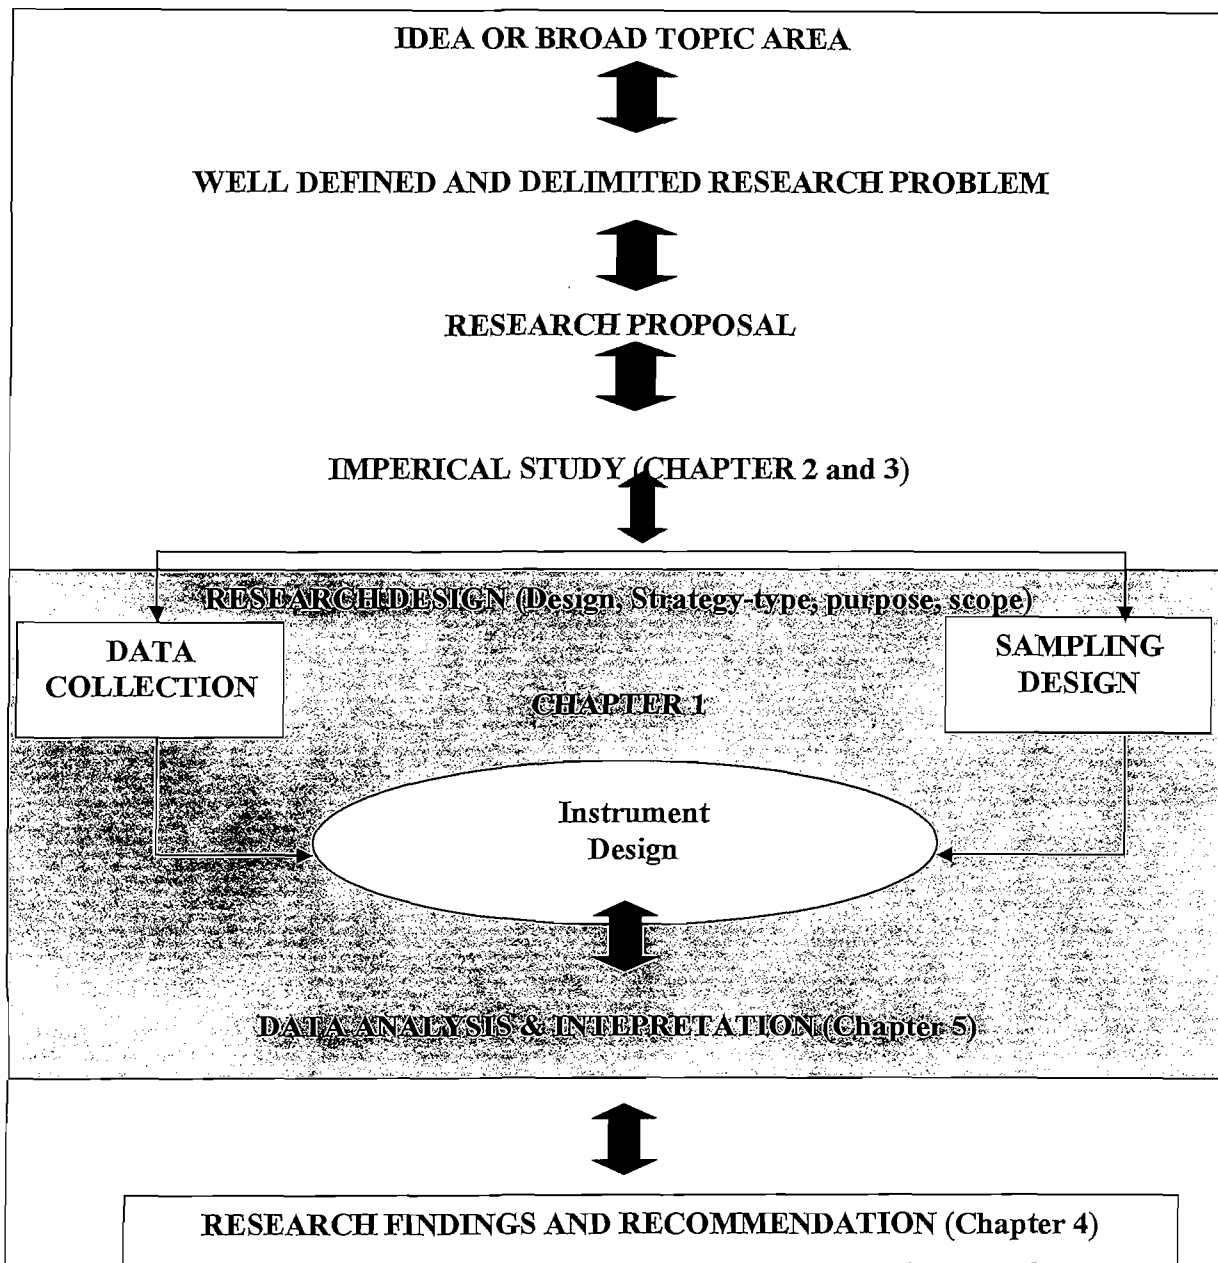 IDEA OR BROAD TOPIC AREA
WELL DEFINED AND DELIMITED RESEARCH PROBLEM
RESEARCH PROPOSAL
IMPERICAL STUDY (CHAPTER 2 and 3)
RESEARCH DESIGN (Design, Strategy-type, purpose, scope)
DATA
COLLECTION
SAMPLING
DESIGN
CHAPTER 1
Instrument
Design
DATA ANALYSIS & INTEPRETATION (Chapter 5)
RESEARCH FINDINGS AND RECOMMENDATION (Chapter 4)